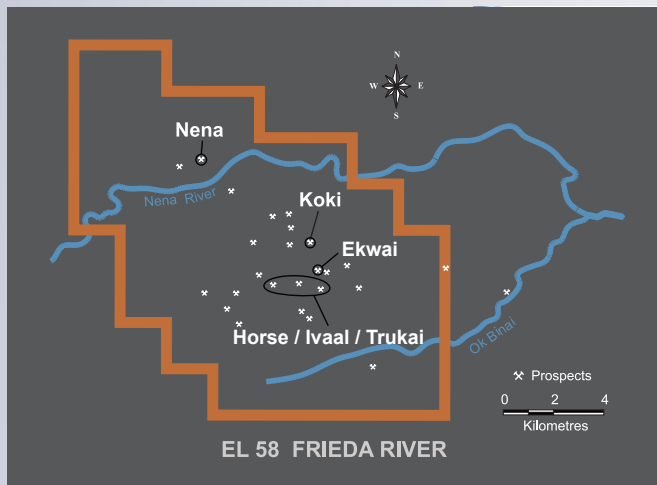 N
W E
S
Nena
Nena River
Koki
Ekwai
Horse / Ivaal / Trukai
Ok Binai
Prospects
0 2 4
Kilometres
EL 58 FRIEDA RIVER